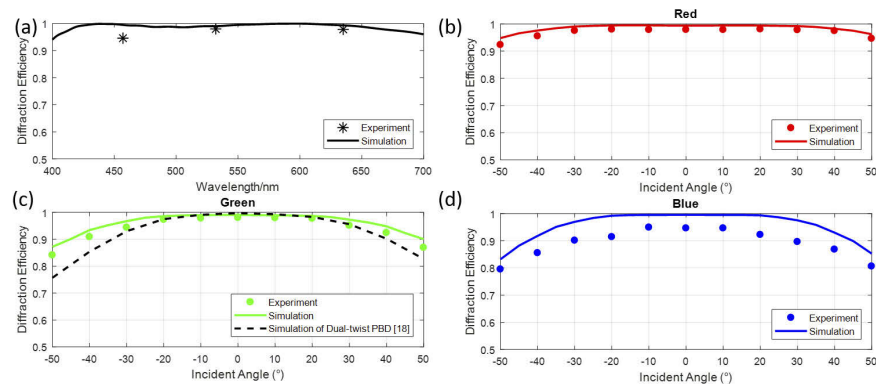 (a)
1
0.9
0.8
0.7
0.6
0.5
Diffraction Efficiency
400
450
500
550
600
650
700
Wavelength/nm
Experiment
Simulation
(b)
Red
1
0.9
0.8
0.7
0.6
0.5
Diffraction Efficiency
-50
-40
-30
-20
-10
0
10
20
30
40
50
Incident Angle (°)
Experiment
Simulation
(c)
Green
1
0.9
0.8
0.7
0.6
0.5
Diffraction Efficiency
-50
-40
-30
-20
-10
0
10
20
30
40
50
Incident Angle (°)
Experiment
Simulation
Simulation of Dual-twist PBD [18]
(d)
Blue
1
0.9
0.8
0.7
0.6
0.5
Diffraction Efficiency
-50
-40
-30
-20
-10
0
10
20
30
40
50
Incident Angle (°)
Experiment
Simulation